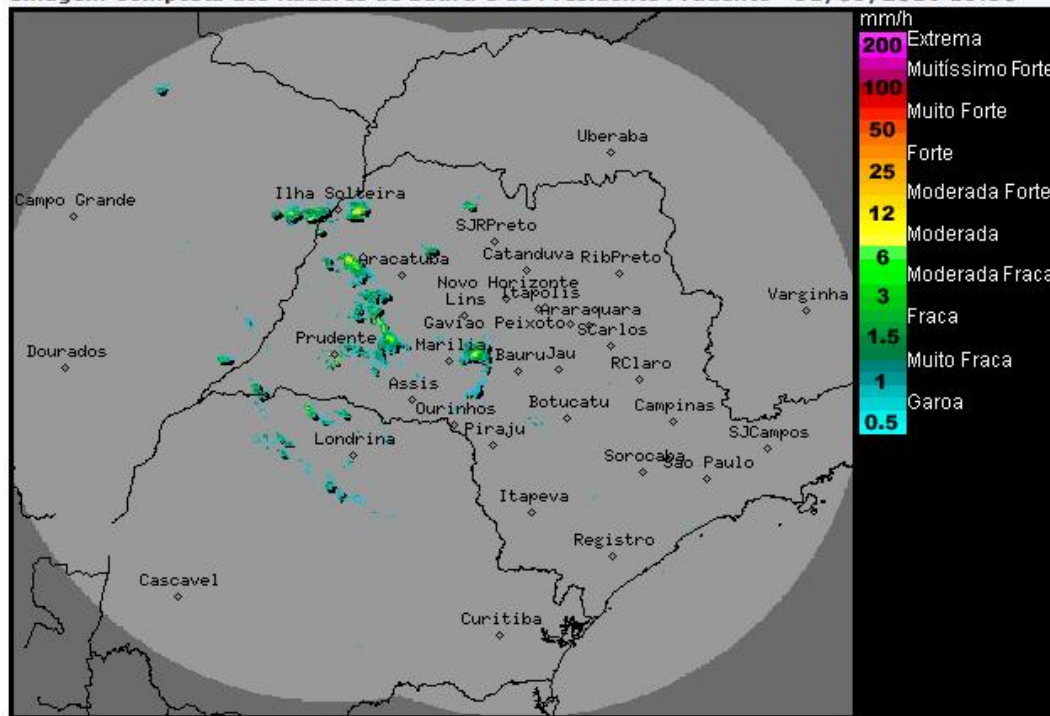 mm/h
200 Extrema
Muitíssimo Forte
100
Muito Forte
50
Forte
25
Moderada Forte
12
Moderada
6
Moderada Fraca
3
Fraca
1.5
Muito Fraca
1
Garoa
0.5
Uberaba
Ilha Solteira
Campo Grande
SJRPreto
Catanduva
Aracatuba
RibPreto
Novo Horizonte
Itapolis
Lins
Araraquara
Varginha
Gaviao Peixoto
SCarlos
Prudente
Marilia
Dourados
Bauru
Jau
RClaro
Assis
Botucatu
Campinas
Ourinhos
Piraju
SJCampos
Londrina
Sorocaba
Sao Paulo
Itapeva
Registro
Cascavel
Curitiba